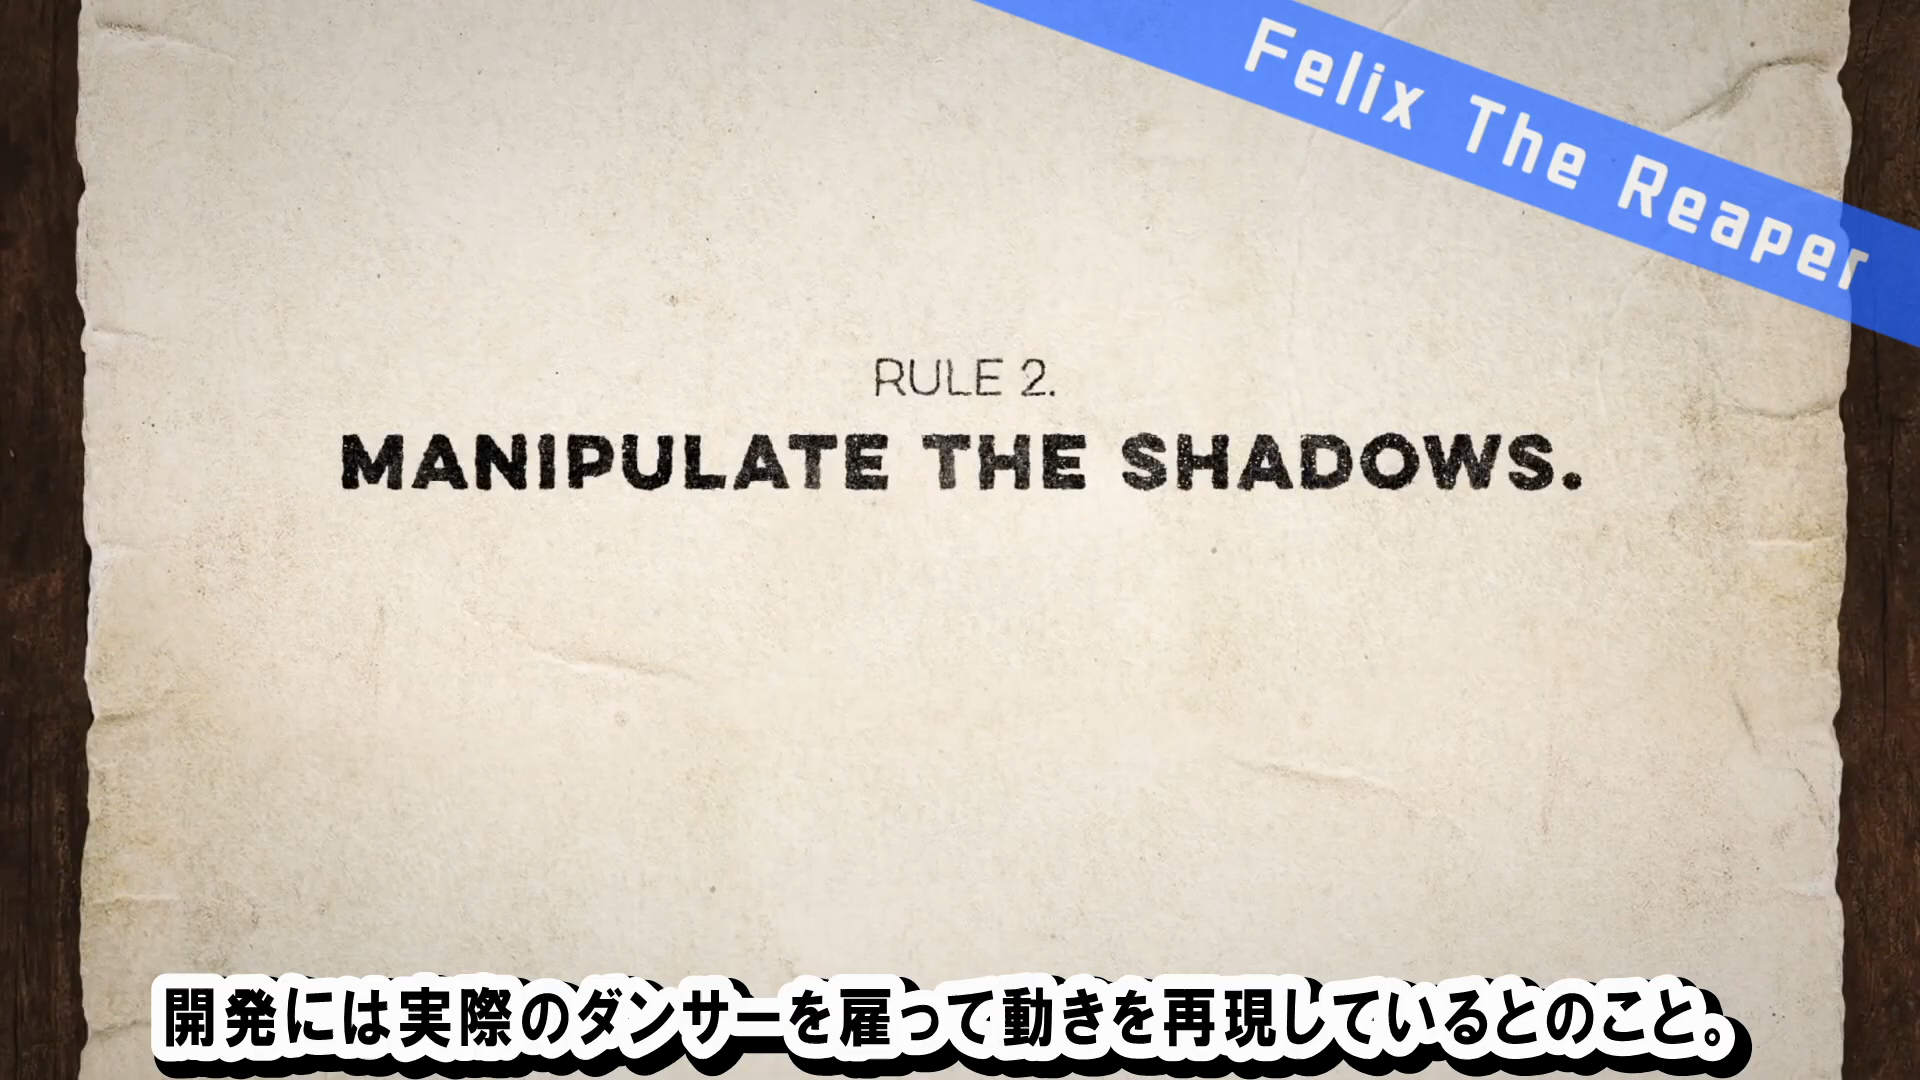 Felix The Reaper
RULE 2.
MANIPULATE THE SHADOWS.
開発には実際のダンサーを雇って動きを再現しているとのこと。